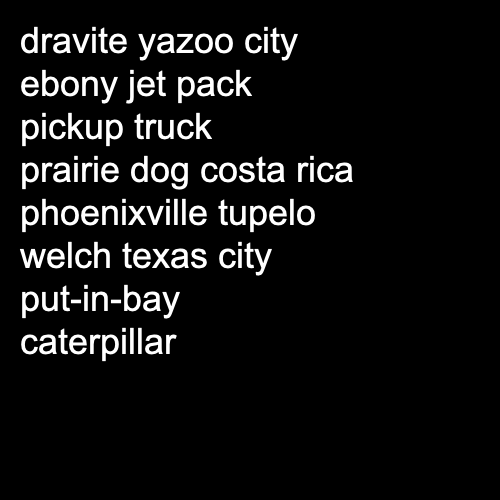 dravite yazoo city
ebony jet pack
pickup truck
prairie dog costa rica
phoenixville tupelo
welch texas city
put-in-bay
caterpillar